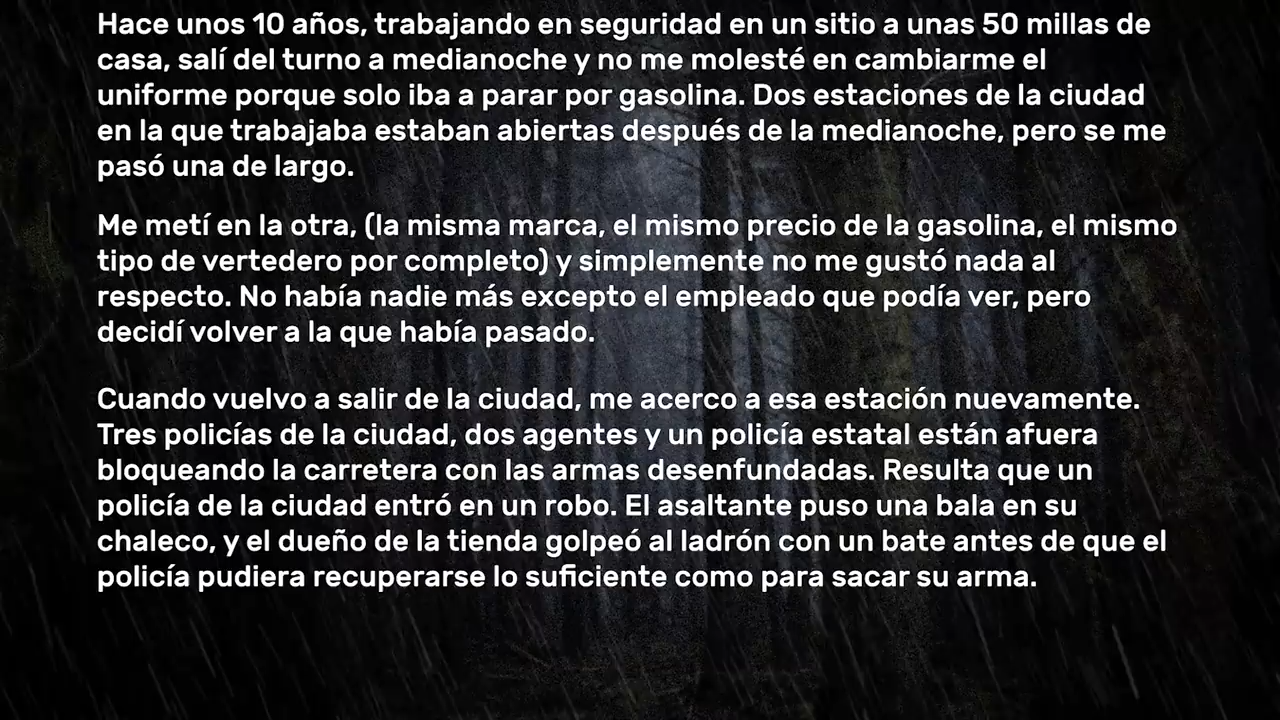 Hace unos 10 años, trabajando en seguridad en un sitio a unas 50 millas de
casa, salí del turno a medianoche y no me molesté en cambiarme el
uniforme porque solo iba a parar por gasolina. Dos estaciones de la ciudad
en la que trabajaba estaban abiertas después de la medianoche, pero se me
pasó una de largo.
Me metí en la otra, (la misma marca, el mismo precio de la gasolina, el mismo
tipo de vertedero por completo) y simplemente no me gustó nada al
respecto. No había nadie más excepto el empleado que podía ver, pero
decidí volver a la que había pasado.
Cuando vuelvo a salir de la ciudad, me acerco a esa estación nuevamente.
Tres policías de la ciudad, dos agentes y un policía estatal están afuera
bloqueando la carretera con las armas desenfundadas. Resulta que un
policía de la ciudad entró en un robo. El asaltante puso una bala en su
chaleco, y el dueño de la tienda golpeó al ladrón con un bate antes de que el
policía pudiera recuperarse lo suficiente como para sacar su arma.